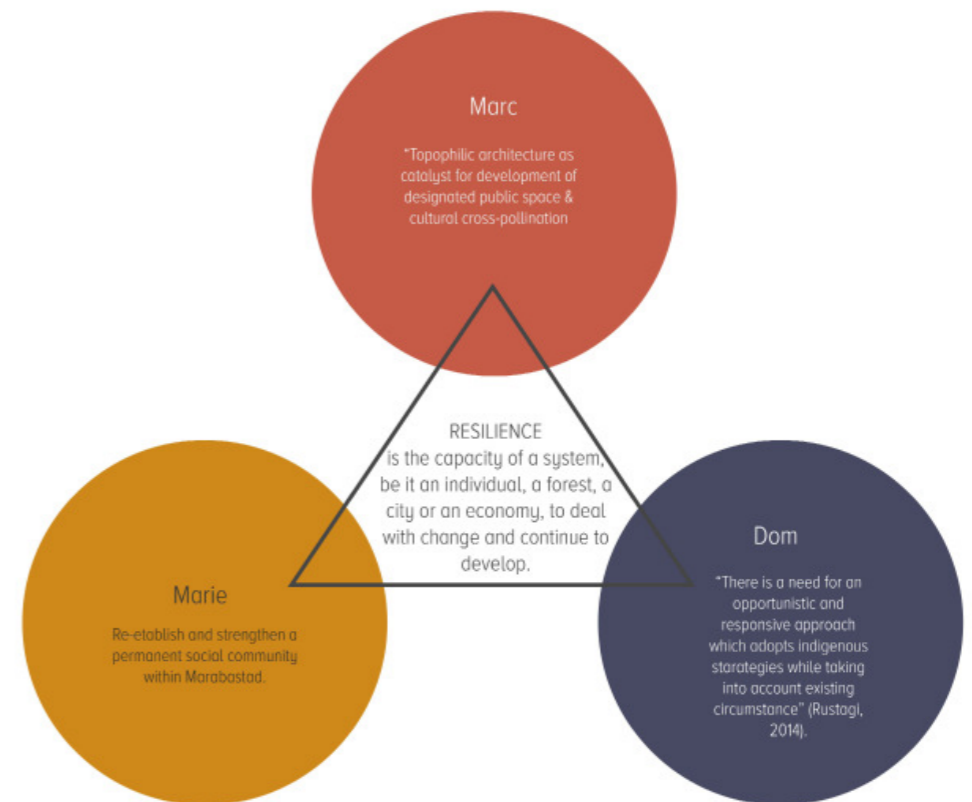 Marc
"Topophilic architecture as
catalyst for development of
designated public space &
cultural cross-pollination
RESILIENCE
is the capacity of a system,
be it an individual, a forest, a
city or an economy, to deal
with change and continue to
develop.
Marie
Re-etablish and strengthen a
permanent social community
within Marabastad.
Dom
"There is a need for an
opportunistic and
responsive approach
which adopts indigenous
starategies while taking
into account existing
circumstance" (Rustagi,
2014).